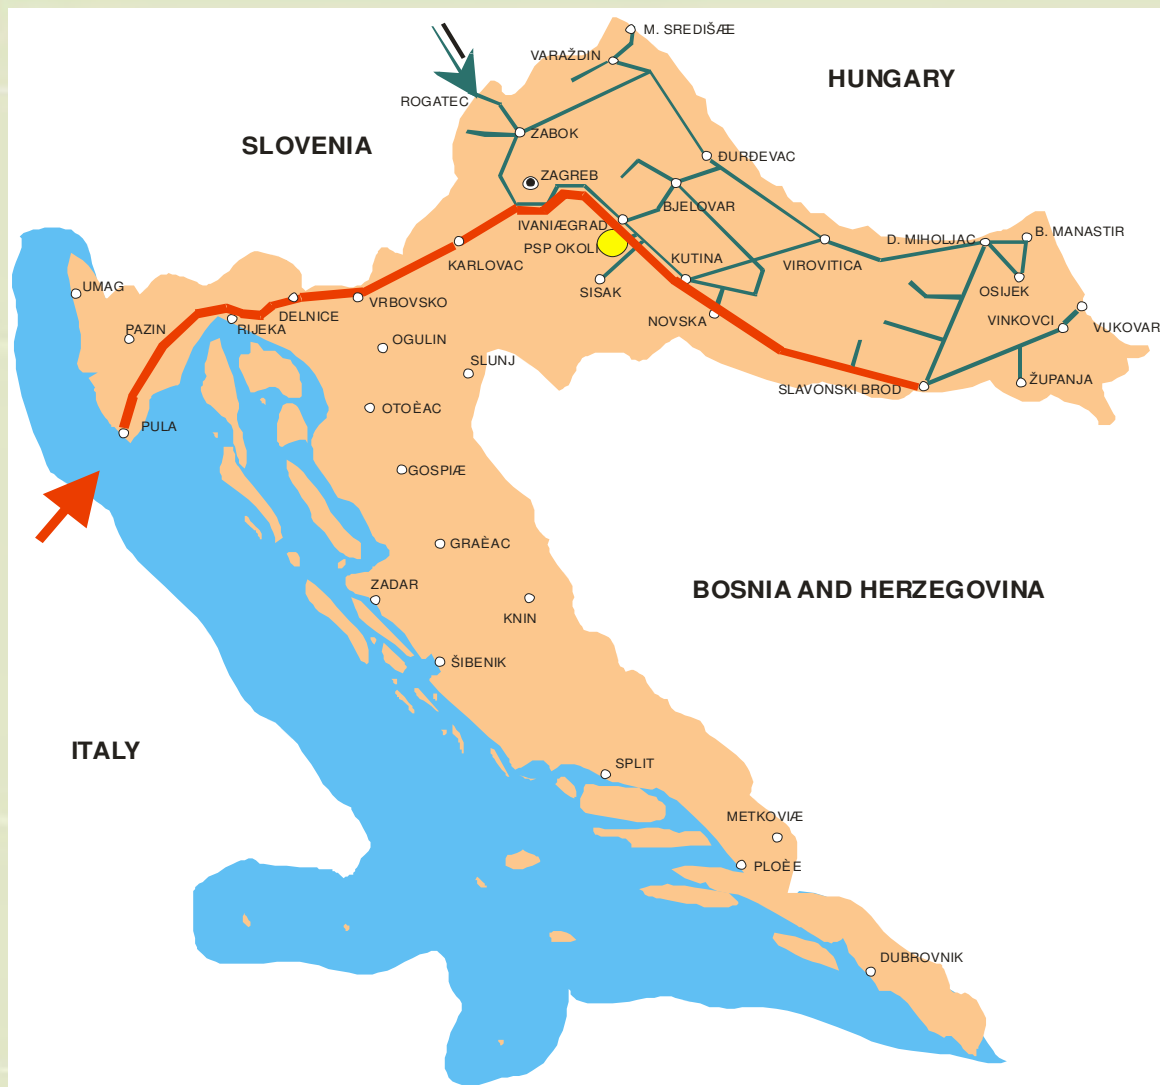 M. SREDIŠÆE
VARAŽDIN
HUNGARY
ROGATEC
ZABOK
SLOVENIA
ĐURĐEVAC
ZAGREB
BJELOVAR
IVANIÆGRAD
B. MANASTIR
D. MIHOLJAC
PSP OKOLI
KUTINA
VIROVITICA
KARLOVAC
UMAG
SISAK
OSIJEK
VRBOVSKO
DELNICE
NOVSKA
VINKOVCI
VUKOVAR
PAZIN
RIJEKA
OGULIN
SLUNJ
ŽUPANJA
SLAVONSKI BROD
OTOÈAC
PULA
GOSPIÆ
GRAÈAC
ZADAR
BOSNIA AND HERZEGOVINA
KNIN
ŠIBENIK
ITALY
SPLIT
METKOVIÆ
PLOÈE
DUBROVNIK